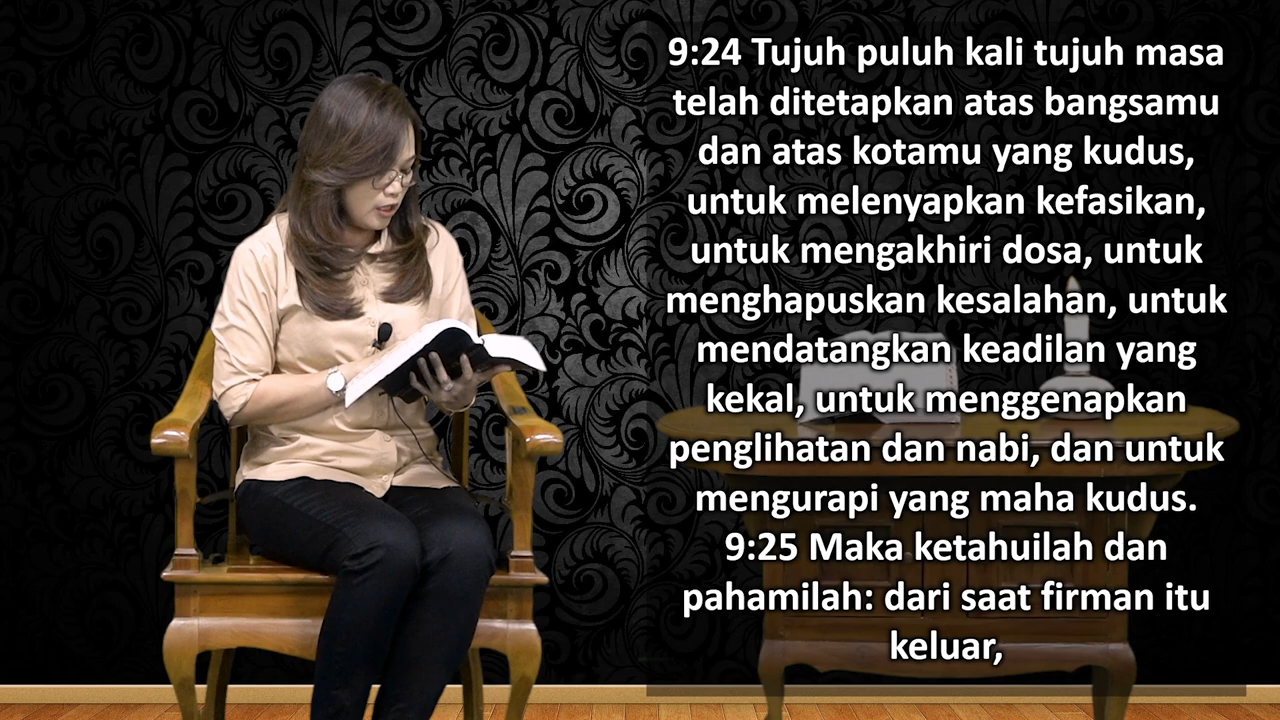 9:24 Tujuh puluh kali tujuh masa
telah ditetapkan atas bangsamu
dan atas kotamu yang kudus,
untuk melenyapkan kefasikan,
untuk mengakhiri dosa, untuk
menghapuskan kesalahan, untuk
mendatangkan keadilan yang
kekal, untuk menggenapkan
penglihatan dan nabi, dan untuk
mengurapi yang maha kudus.
9:25 Maka ketahuilah dan
pahamilah: dari saat firman itu
keluar,